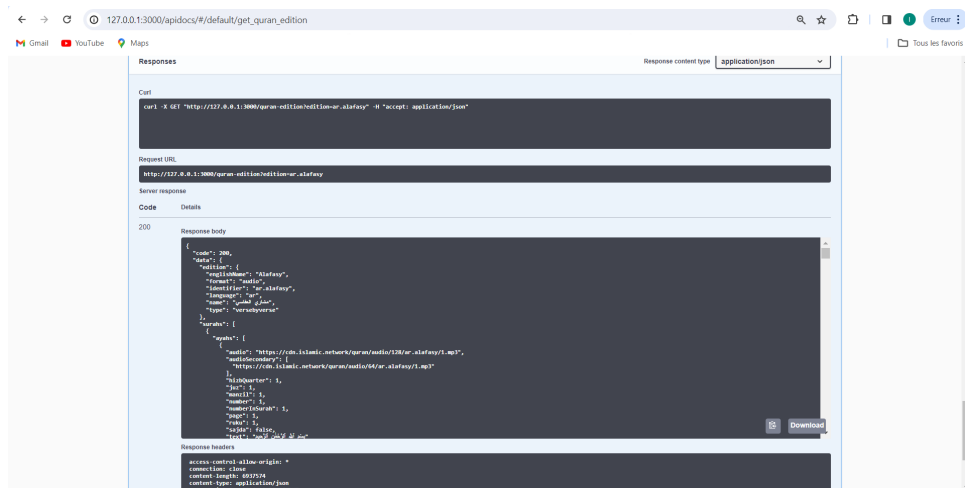 127.0.0.1:3000/apidocs/#/default/get_quran_edition
Erreur
Gmail YouTube Maps
Tous les favoris
Responses
Response content type application/json
Curl
curl -X GET "http://127.0.0.1:3000/quran-edition?edition=ar.alafasy" -H "accept: application/json"
Request URL
http://127.0.0.1:3000/quran-edition?edition=ar.alafasy
Server response
Code Details
200
Response body
{
"code": 200,
"data": {
"edition": {
"englishName": "Alafasy",
"format": "audio",
"identifier": "ar.alafasy",
"language": "ar",
"name": "مشاري العفاسي",
"type": "versebyverse"
},
"surahs": [
{
"ayahs": [
{
"audio": "https://cdn.islamic.network/quran/audio/128/ar.alafasy/1.mp3",
"audioSecondary": [
"https://cdn.islamic.network/quran/audio/64/ar.alafasy/1.mp3"
],
"hizbQuarter": 1,
"juz": 1,
"manzil": 1,
"number": 1,
"numberInSurah": 1,
"page": 1,
"ruku": 1,
"sajda": false,
"text":
Download
Response headers
access-control-allow-origin: *
connection: close
content-length: 6937574
content-type: application/json